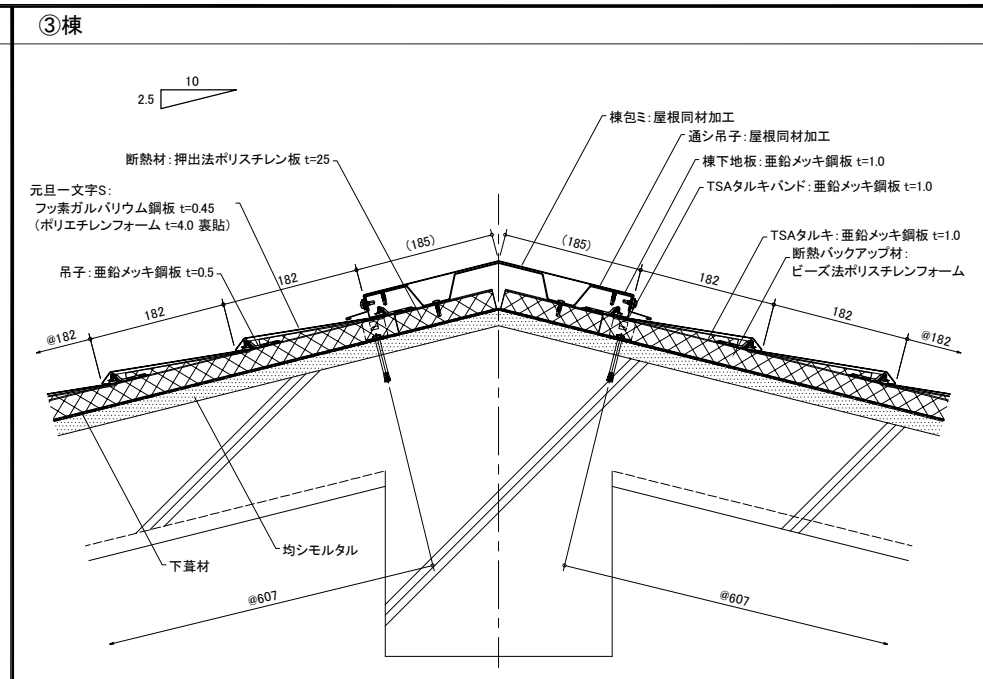 ③棟
10
2.5
棟包ミ:屋根同材加工
通シ吊子:屋根同材加工
断熱材:押出法ポリスチレン板 t=25
棟下地板:亜鉛メッキ鋼板 t=1.0
TSAタルキバンド:亜鉛メッキ鋼板 t=1.0
元旦一文字S:
フッ素ガルバリウム鋼板 t=0.45
(ポリエチレンフォーム t=4.0 裏貼)
TSAタルキ:亜鉛メッキ鋼板 t=1.0
断熱バックアップ材:
ビーズ法ポリスチレンフォーム
吊子:亜鉛メッキ鋼板 t=0.5
(185)
(185)
182
182
182
182
@182
@182
均シモルタル
下葺材
@607
@607